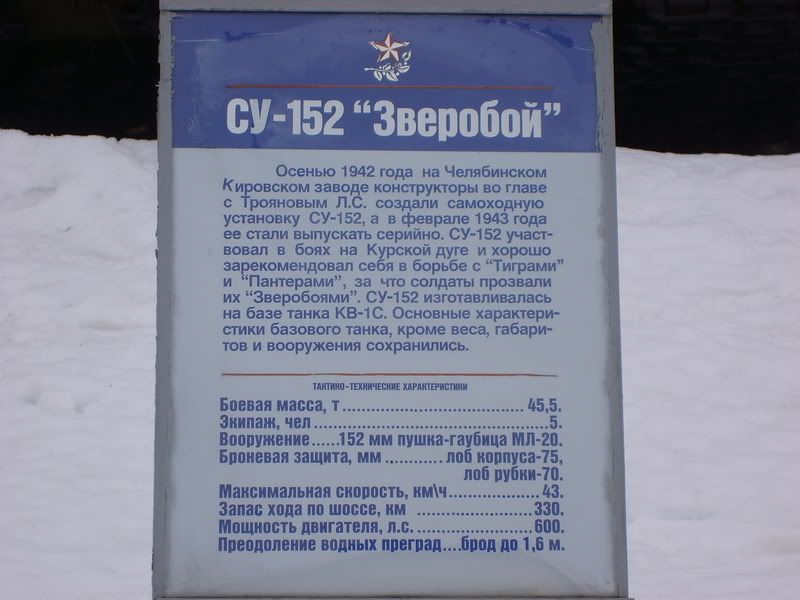 СУ-152 "Зверобой"
Осенью 1942 года на Челябинском
Кировском заводе конструкторы во главе
с Трояновым Л.С. создали самоходную
установку СУ-152, а в феврале 1943 года
ее стали выпускать серийно. СУ-152 участ-
вовал в боях на Курской дуге и хорошо
зарекомендовал себя в борьбе с "Тиграми"
и "Пантерами", за что солдаты прозвали
их "Зверобоями". СУ-152 изготавливалась
на базе танка КВ-1С. Основные характери-
стики базового танка, кроме веса, габари-
тов и вооружения сохранились.
ТАКТИКО-ТЕХНИЧЕСКИЕ ХАРАКТЕРИСТИКИ
Боевая масса, т .................................. 45,5.
Экипаж, чел ............................................ 5.
Вооружение......152 мм пушка-гаубица МЛ-20.
Броневая защита, мм ............ лоб корпуса-75,
лоб рубки-70.
Максимальная скорость, км\ч................. 43.
Запас хода по шоссе, км ........................330.
Мощность двигателя, л.с. ......................600.
Преодоление водных преград....брод до 1,6 м.